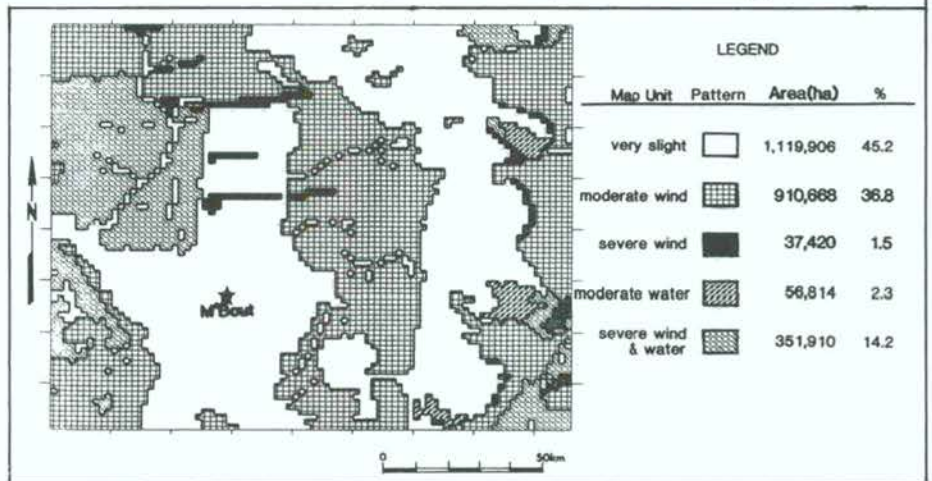 LEGEND
Map Unit Pattern Area(ha) %
very slight 1,119,906 45.2
moderate wind 910,668 36.8
severe wind 37,420 1.5
moderate water 56,814 2.3
severe wind
& water 351,910 14.2
N
M'Bout
0 50km